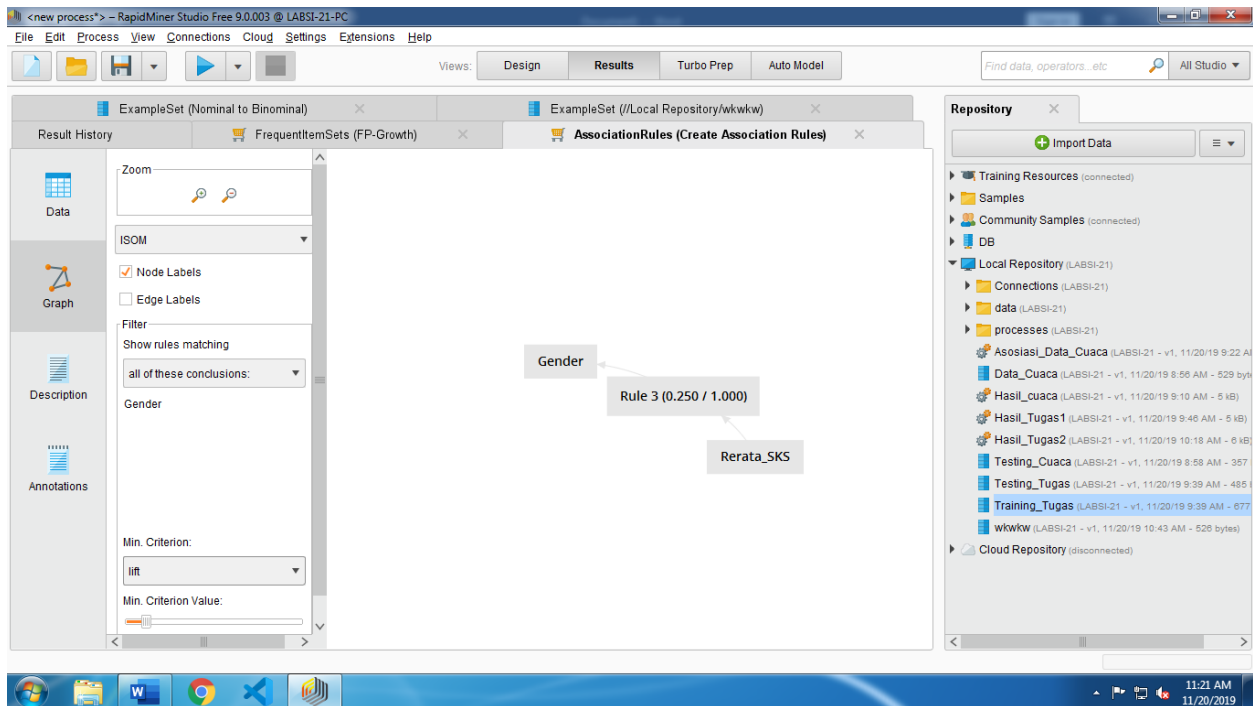 <new process*> – RapidMiner Studio Free 9.0.003 @ LABSI-21-PC
File Edit Process View Connections Cloud Settings Extensions Help
Views: Design Results Turbo Prep Auto Model
Find data, operators...etc
All Studio
ExampleSet (Nominal to Binominal)
ExampleSet (//Local Repository/wkwkw)
Result History
FrequentItemSets (FP-Growth)
AssociationRules (Create Association Rules)
Data
Graph
Description
Annotations
Zoom
ISOM
Node Labels
Edge Labels
Filter
Show rules matching
all of these conclusions:
Gender
Min. Criterion:
lift
Min. Criterion Value:
Gender
Rule 3 (0.250 / 1.000)
Rerata_SKS
Repository
Import Data
Training Resources (connected)
Samples
Community Samples (connected)
DB
Local Repository (LABSI-21)
Connections (LABSI-21)
data (LABSI-21)
processes (LABSI-21)
Asosiasi_Data_Cuaca (LABSI-21 - v1, 11/20/19 9:22 AM
Data_Cuaca (LABSI-21 - v1, 11/20/19 8:56 AM - 529 byte
Hasil_cuaca (LABSI-21 - v1, 11/20/19 9:10 AM - 5 kB)
Hasil_Tugas1 (LABSI-21 - v1, 11/20/19 9:46 AM - 5 kB)
Hasil_Tugas2 (LABSI-21 - v1, 11/20/19 10:18 AM - 6 kB)
Testing_Cuaca (LABSI-21 - v1, 11/20/19 8:58 AM - 357
Testing_Tugas (LABSI-21 - v1, 11/20/19 9:39 AM - 485
Training_Tugas (LABSI-21 - v1, 11/20/19 9:39 AM - 677
wkwkw (LABSI-21 - v1, 11/20/19 10:43 AM - 526 bytes)
Cloud Repository (disconnected)
11:21 AM
11/20/2019